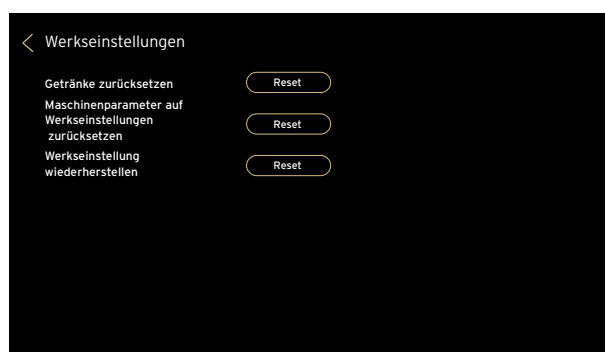 Werkseinstellungen
Getränke zurücksetzen
Reset
Maschinenparameter auf
Werkseinstellungen
zurücksetzen
Reset
Werkseinstellung
wiederherstellen
Reset